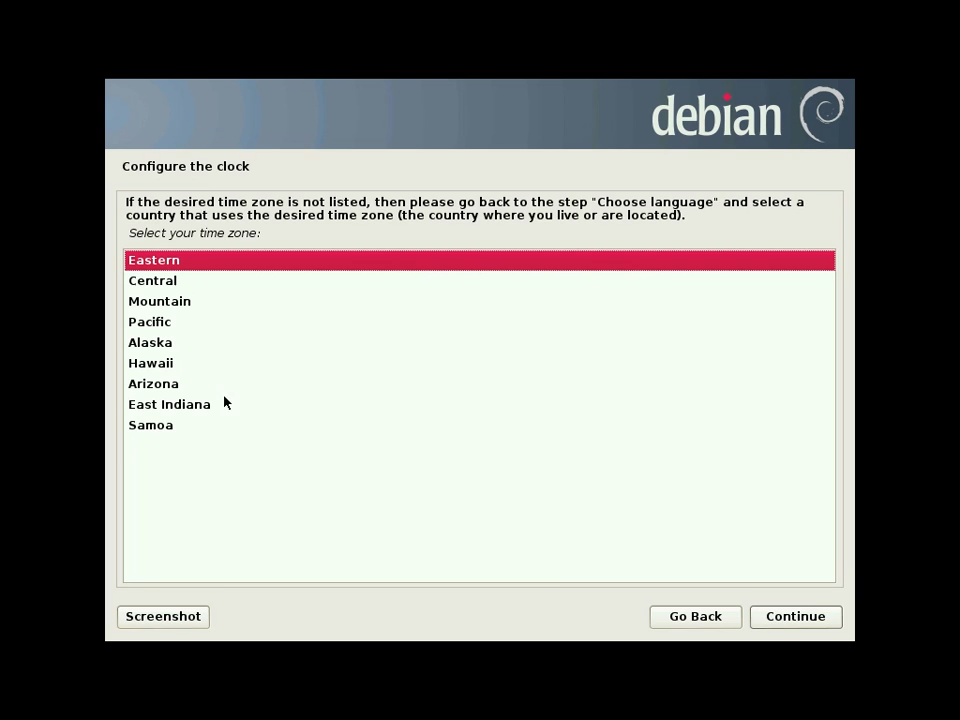 debian
Configure the clock
If the desired time zone is not listed, then please go back to the step "Choose language" and select a
country that uses the desired time zone (the country where you live or are located).
Select your time zone:
Eastern
Central
Mountain
Pacific
Alaska
Hawaii
Arizona
East Indiana
Samoa
Screenshot
Go Back
Continue